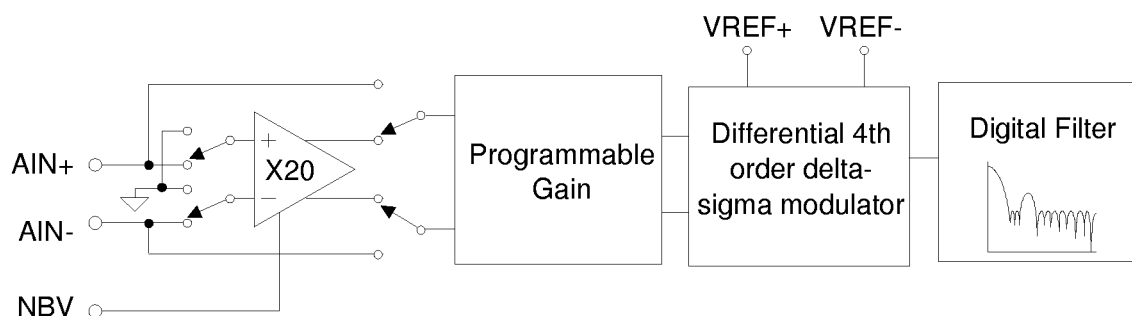 VREF+ VREF-
AIN+
AIN-
NBV
+
X20
−
Programmable
Gain
Differential 4th
order delta-
sigma modulator
Digital Filter